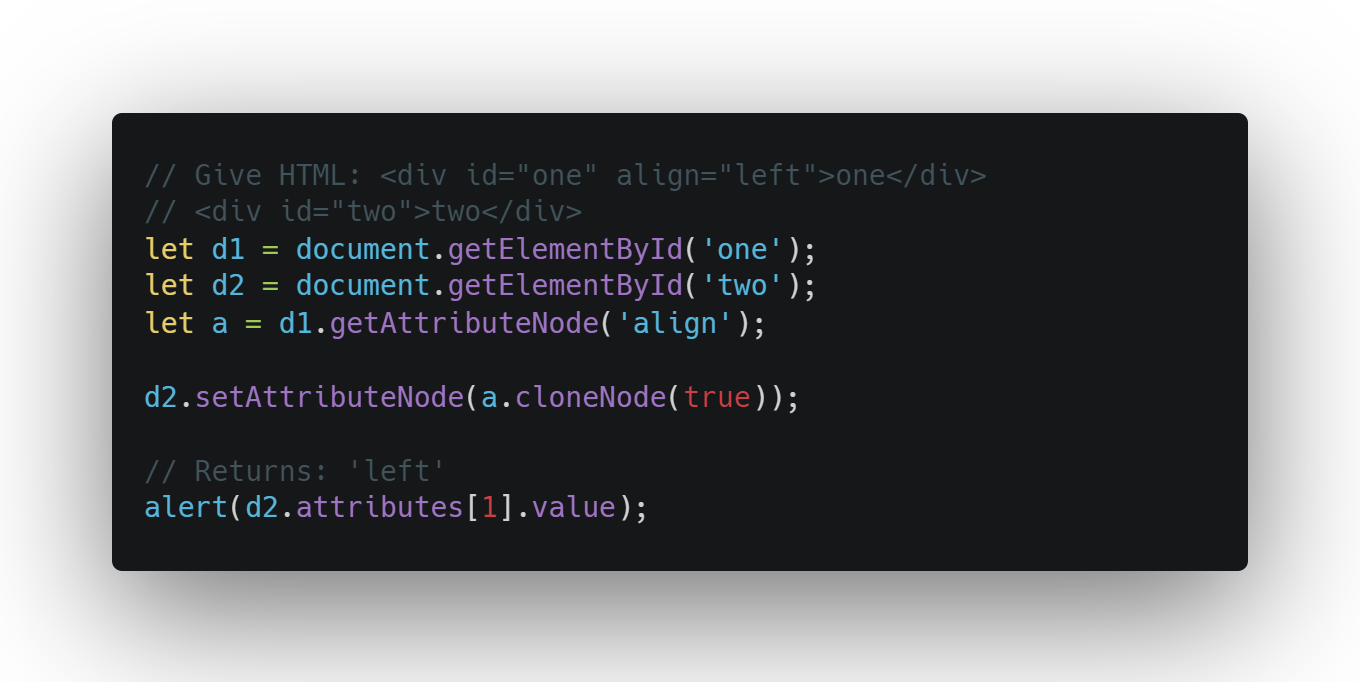 // Give HTML: <div id="one" align="left">one</div>
// <div id="two">two</div>
let d1 = document.getElementById('one');
let d2 = document.getElementById('two');
let a = d1.getAttributeNode('align');
d2.setAttributeNode(a.cloneNode(true));
// Returns: 'left'
alert(d2.attributes[1].value);